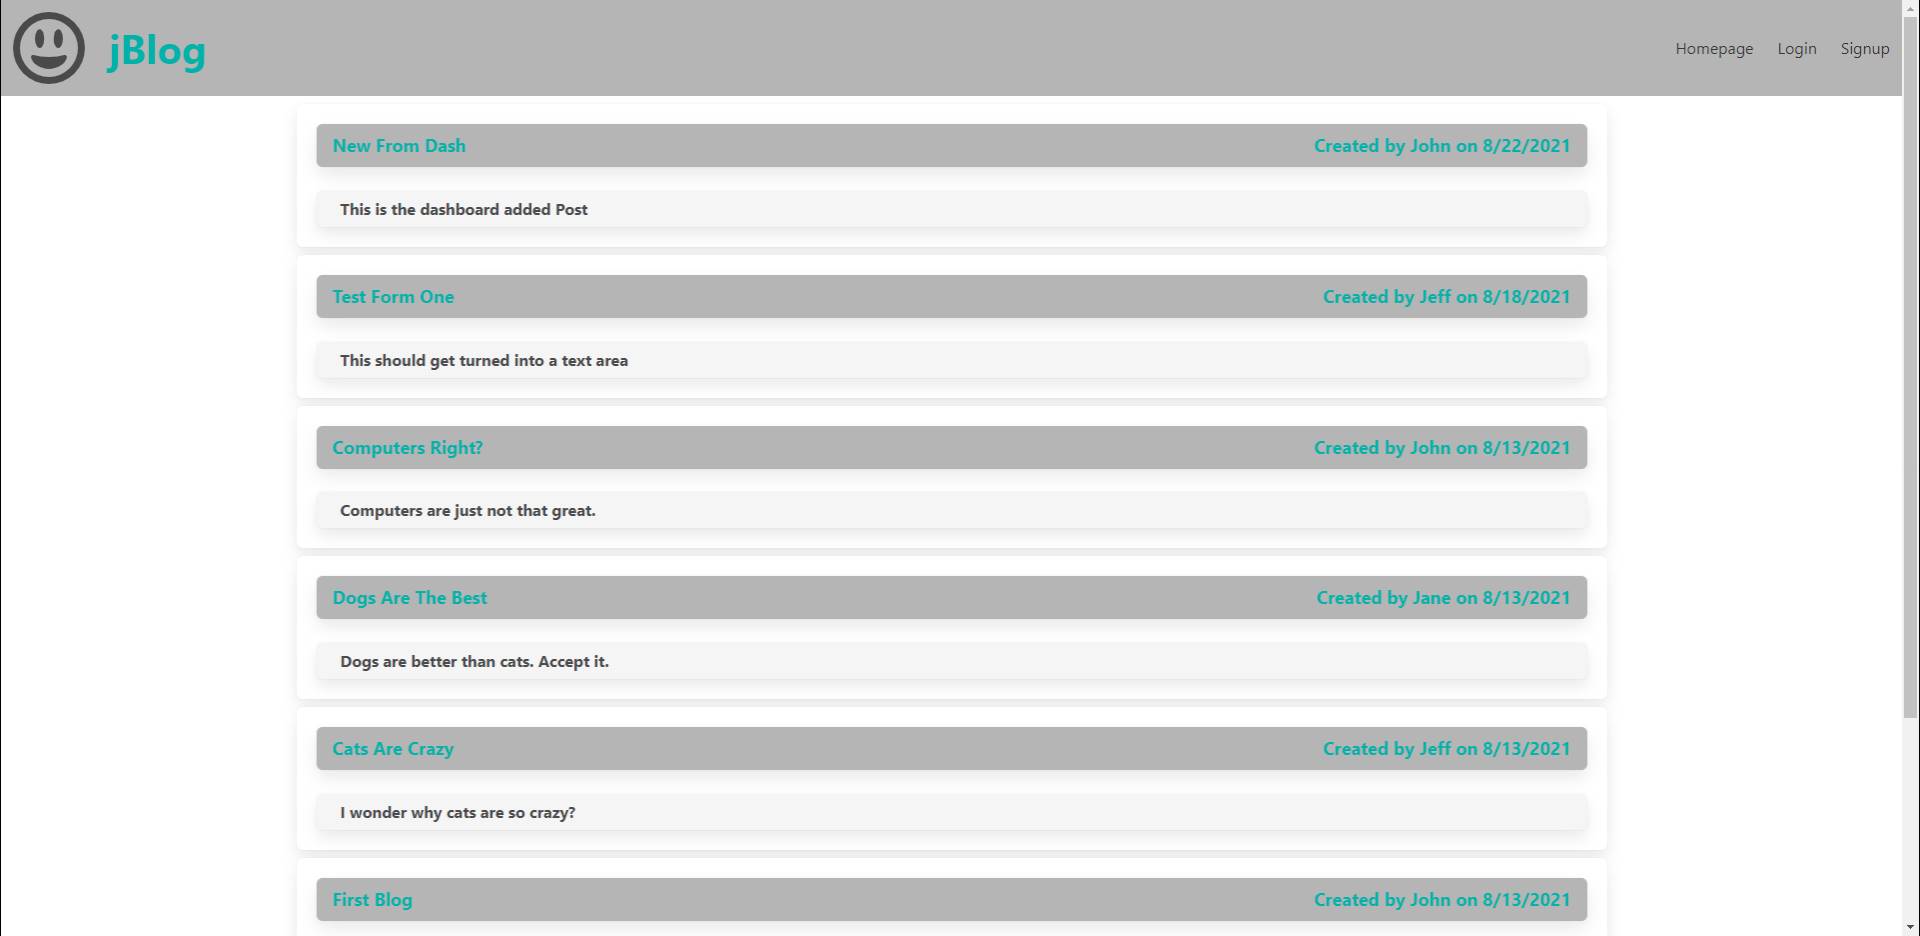 jBlog
Homepage Login Signup
New From Dash Created by John on 8/22/2021
This is the dashboard added Post
Test Form One Created by Jeff on 8/18/2021
This should get turned into a text area
Computers Right? Created by John on 8/13/2021
Computers are just not that great.
Dogs Are The Best Created by Jane on 8/13/2021
Dogs are better than cats. Accept it.
Cats Are Crazy Created by Jeff on 8/13/2021
I wonder why cats are so crazy?
First Blog Created by John on 8/13/2021